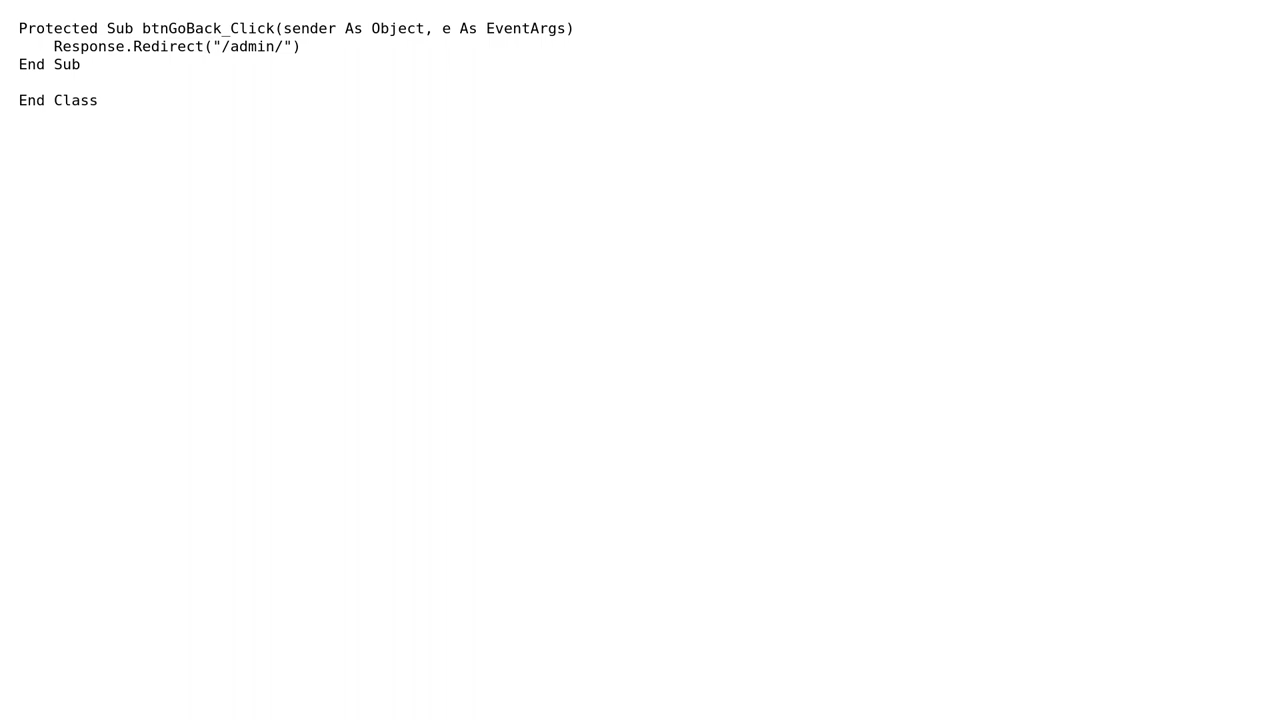 Protected Sub btnGoBack_Click(sender As Object, e As EventArgs)
    Response.Redirect("/admin/")
End Sub

End Class